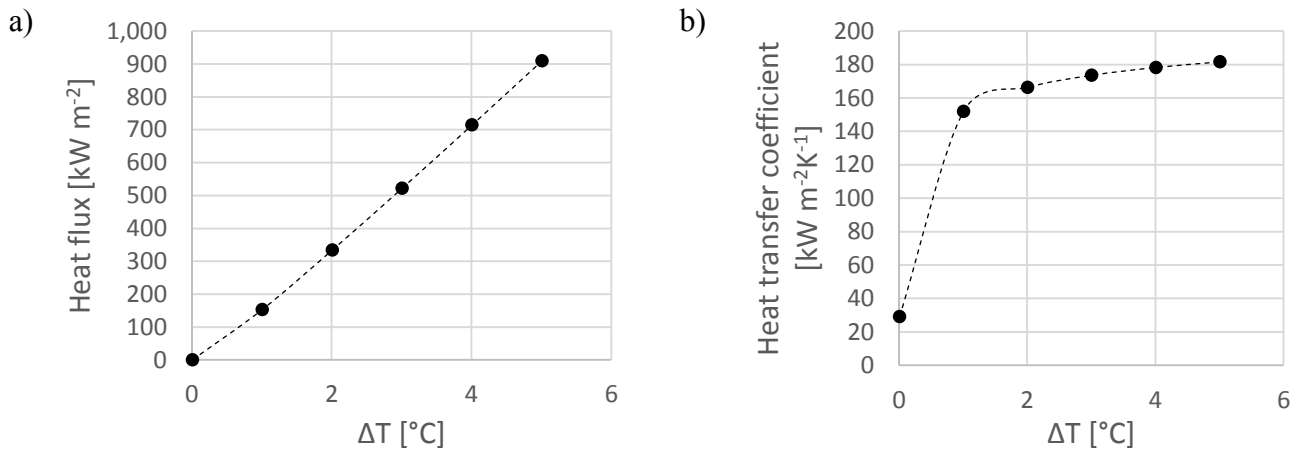 a)
Heat flux [kW m-2]
1,000
900
800
700
600
500
400
300
200
100
0
0 2 4 6
ΔT [°C]
b)
Heat transfer coefficient
[kW m-2K-1]
200
180
160
140
120
100
80
60
40
20
0
0 2 4 6
ΔT [°C]